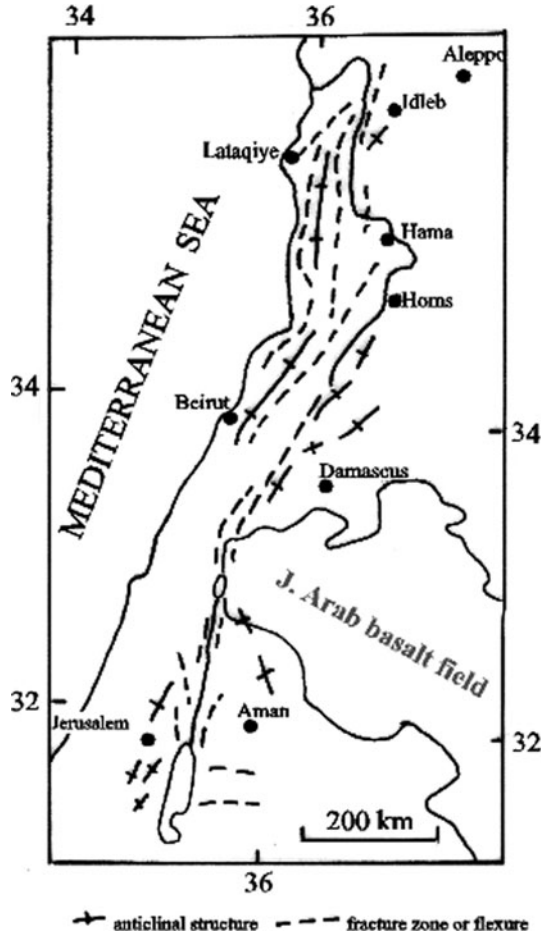 34
36
Aleppo
Idleb
Lataqiye
Hama
Homs
MEDITERRANEAN SEA
34
Beirut
34
Damascus
J. Arab basalt field
32
Jerusalem
Aman
32
200 km
36
anticlinal structure
fracture zone or flexure